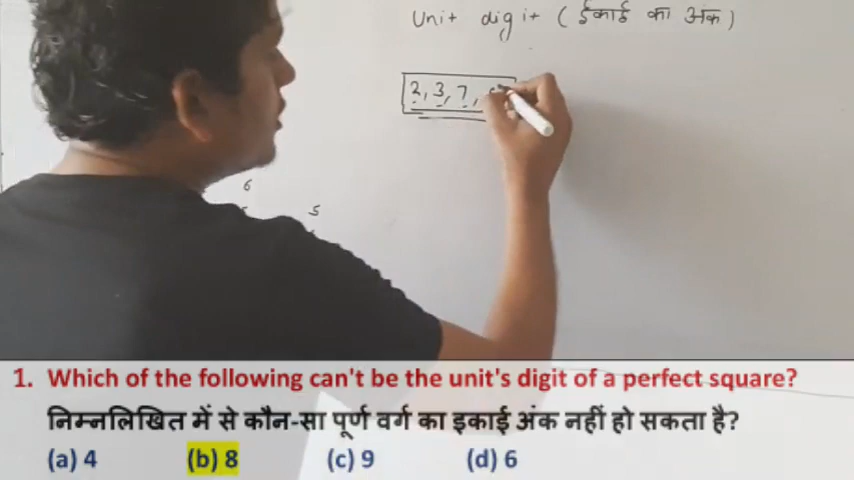 Unit digit (ईकाई का अंक)
2, 3, 7,
6
5
1. Which of the following can't be the unit's digit of a perfect square?
निम्नलिखित में से कौन-सा पूर्ण वर्ग का इकाई अंक नहीं हो सकता है?
(a) 4 (b) 8 (c) 9 (d) 6